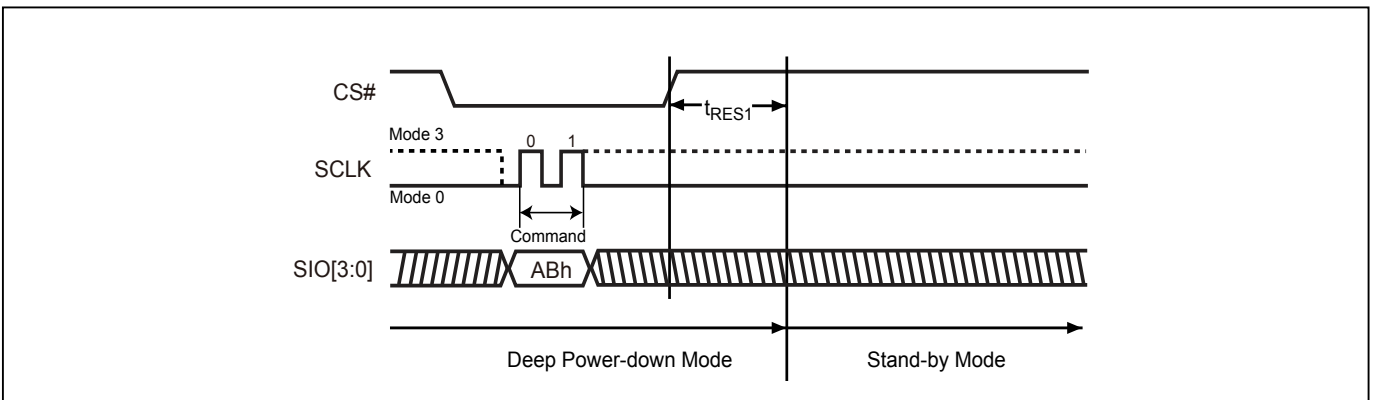 CS#
tRES1
Mode 3
0 1
SCLK
Mode 0
Command
SIO[3:0]
ABh
Deep Power-down Mode
Stand-by Mode